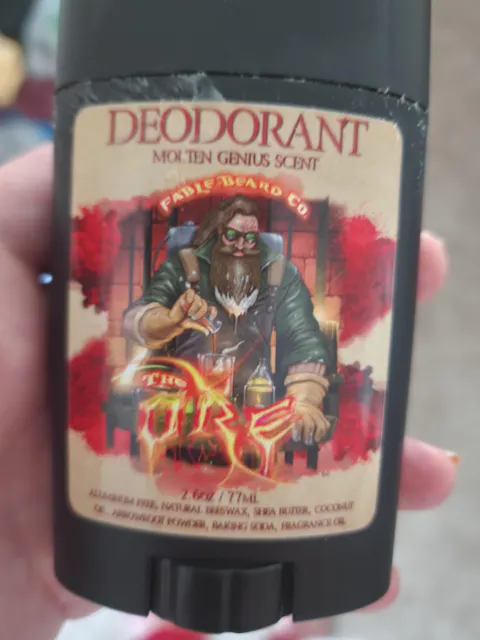 DEODORANT
MOLTEN GENIUS SCENT
FABLE BEARD CO.
THE
ORE
2.6oz / 77ML
ALUMINUM FREE, NATURAL BEESWAX, SHEA BUTTER, COCONUT
OIL, ARROWROOT POWDER, BAKING SODA, FRAGRANCE OIL